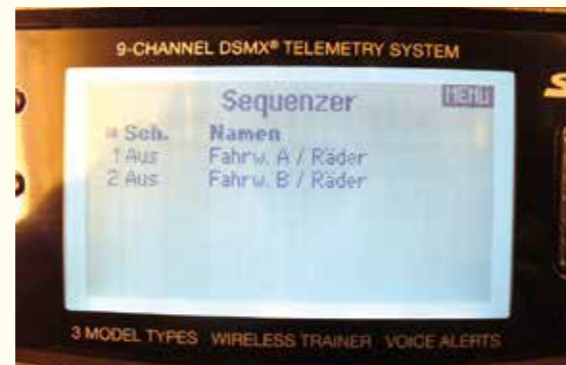 9-CHANNEL DSMX® TELEMETRY SYSTEM
Sequenzer MENU
# Sch. Namen
1 Aus Fahrw. A / Räder
2 Aus Fahrw. B / Räder
3 MODEL TYPES WIRELESS TRAINER VOICE ALERTS